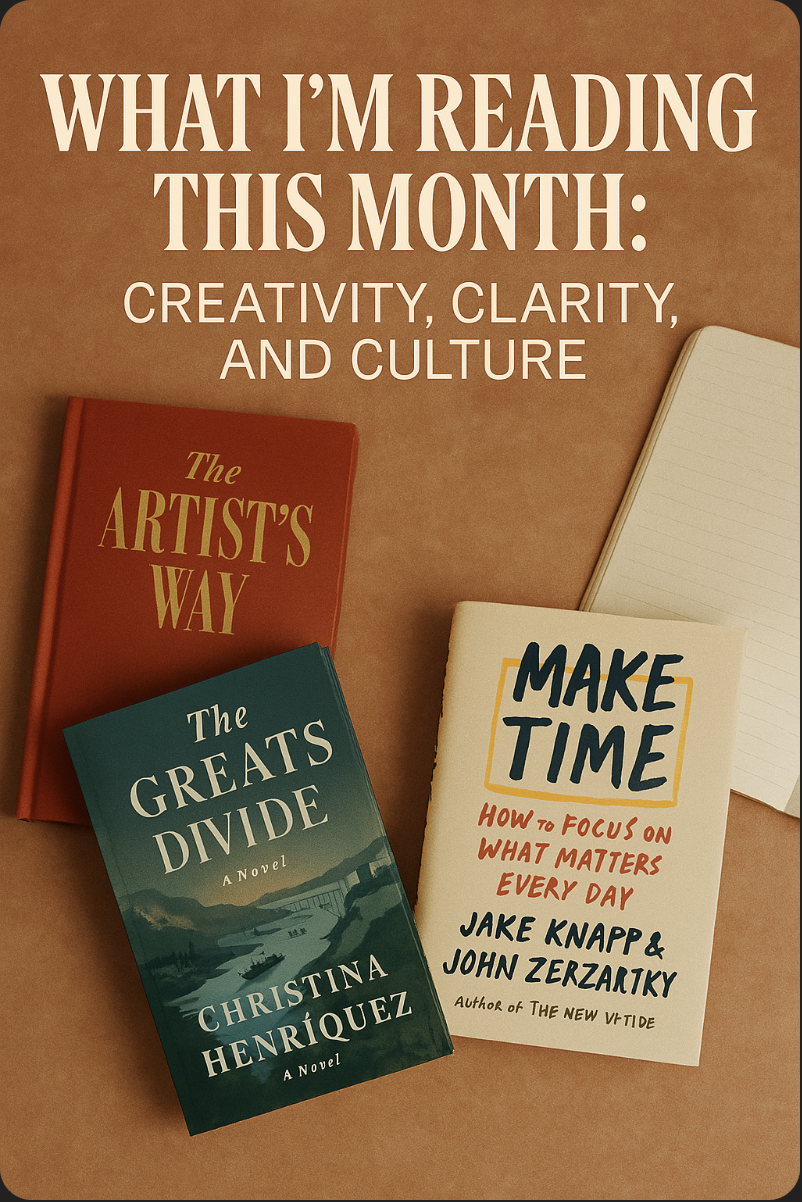 WHAT I'M READING
THIS MONTH:
CREATIVITY, CLARITY,
AND CULTURE
The
ARTIST'S
WAY
The
GREATS
DIVIDE
A Novel
CHRISTINA
HENRÍQUEZ
A Novel
MAKE
TIME
HOW TO FOCUS ON
WHAT MATTERS
EVERY DAY
JAKE KNAPP &
JOHN ZERZARTKY
Author of THE NEW